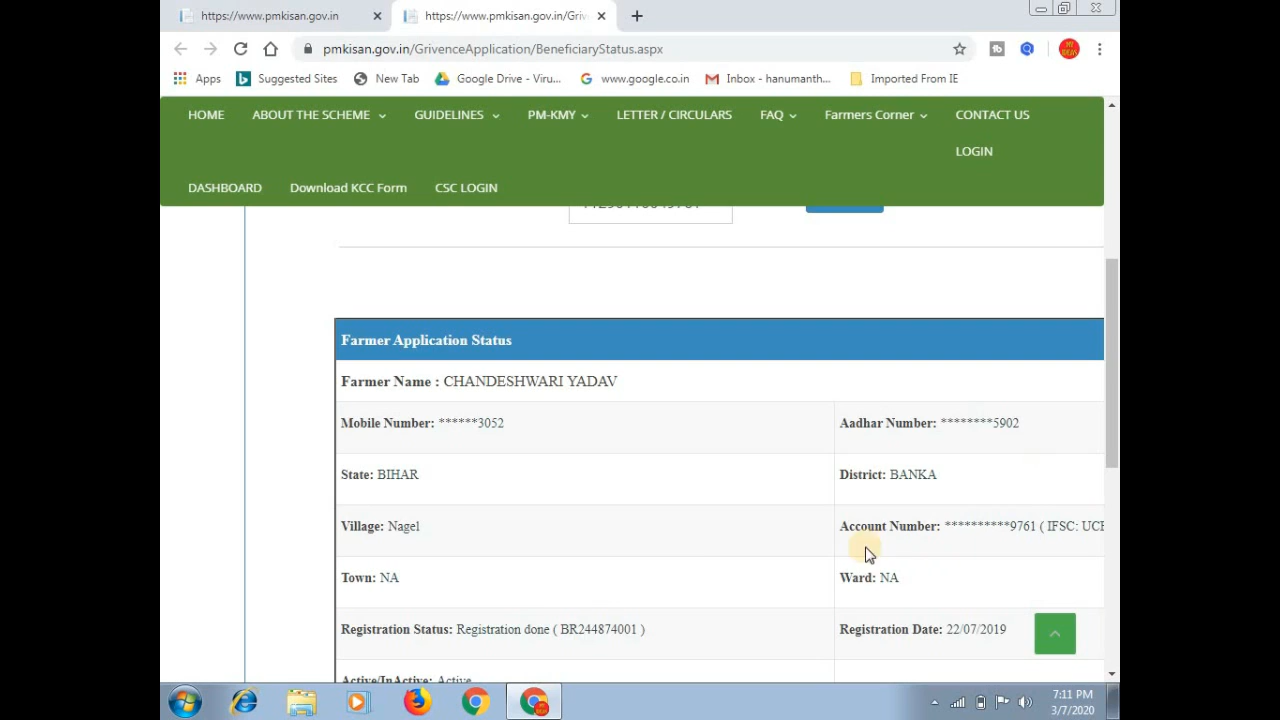 https://www.pmkisan.gov.in
https://www.pmkisan.gov.in/Gri
pmkisan.gov.in/GrivenceApplication/BeneficiaryStatus.aspx
Apps
Suggested Sites
New Tab
Google Drive - Viru...
www.google.co.in
Inbox - hanumanth...
Imported From IE
HOME
ABOUT THE SCHEME
GUIDELINES
PM-KMY
LETTER / CIRCULARS
FAQ
Farmers Corner
CONTACT US
LOGIN
DASHBOARD
Download KCC Form
CSC LOGIN
Farmer Application Status
Farmer Name : CHANDESHWARI YADAV
Mobile Number: ******3052
Aadhar Number: ********5902
State: BIHAR
District: BANKA
Village: Nagel
Account Number: **********9761 ( IFSC: UCE
Town: NA
Ward: NA
Registration Status: Registration done ( BR244874001 )
Registration Date: 22/07/2019
Active/InActive: Active
7:11 PM
3/7/2020